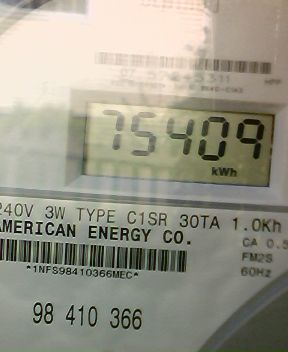 75409
kWh
240V 3W TYPE C1SR 30TA 1.0Kh
AMERICAN ENERGY CO.
CA 0.5
FM2S
60Hz
*1NFS98410366MEC*
98 410 366